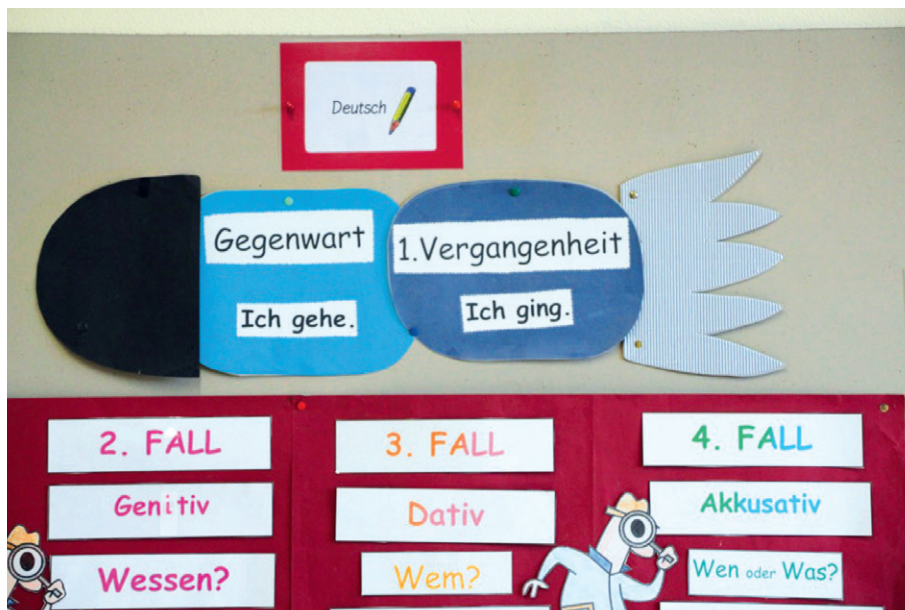 Deutsch
Gegenwart
1.Vergangenheit
Ich gehe.
Ich ging.
2. FALL
3. FALL
4. FALL
Genitiv
Dativ
Akkusativ
Wessen?
Wem?
Wen oder Was?